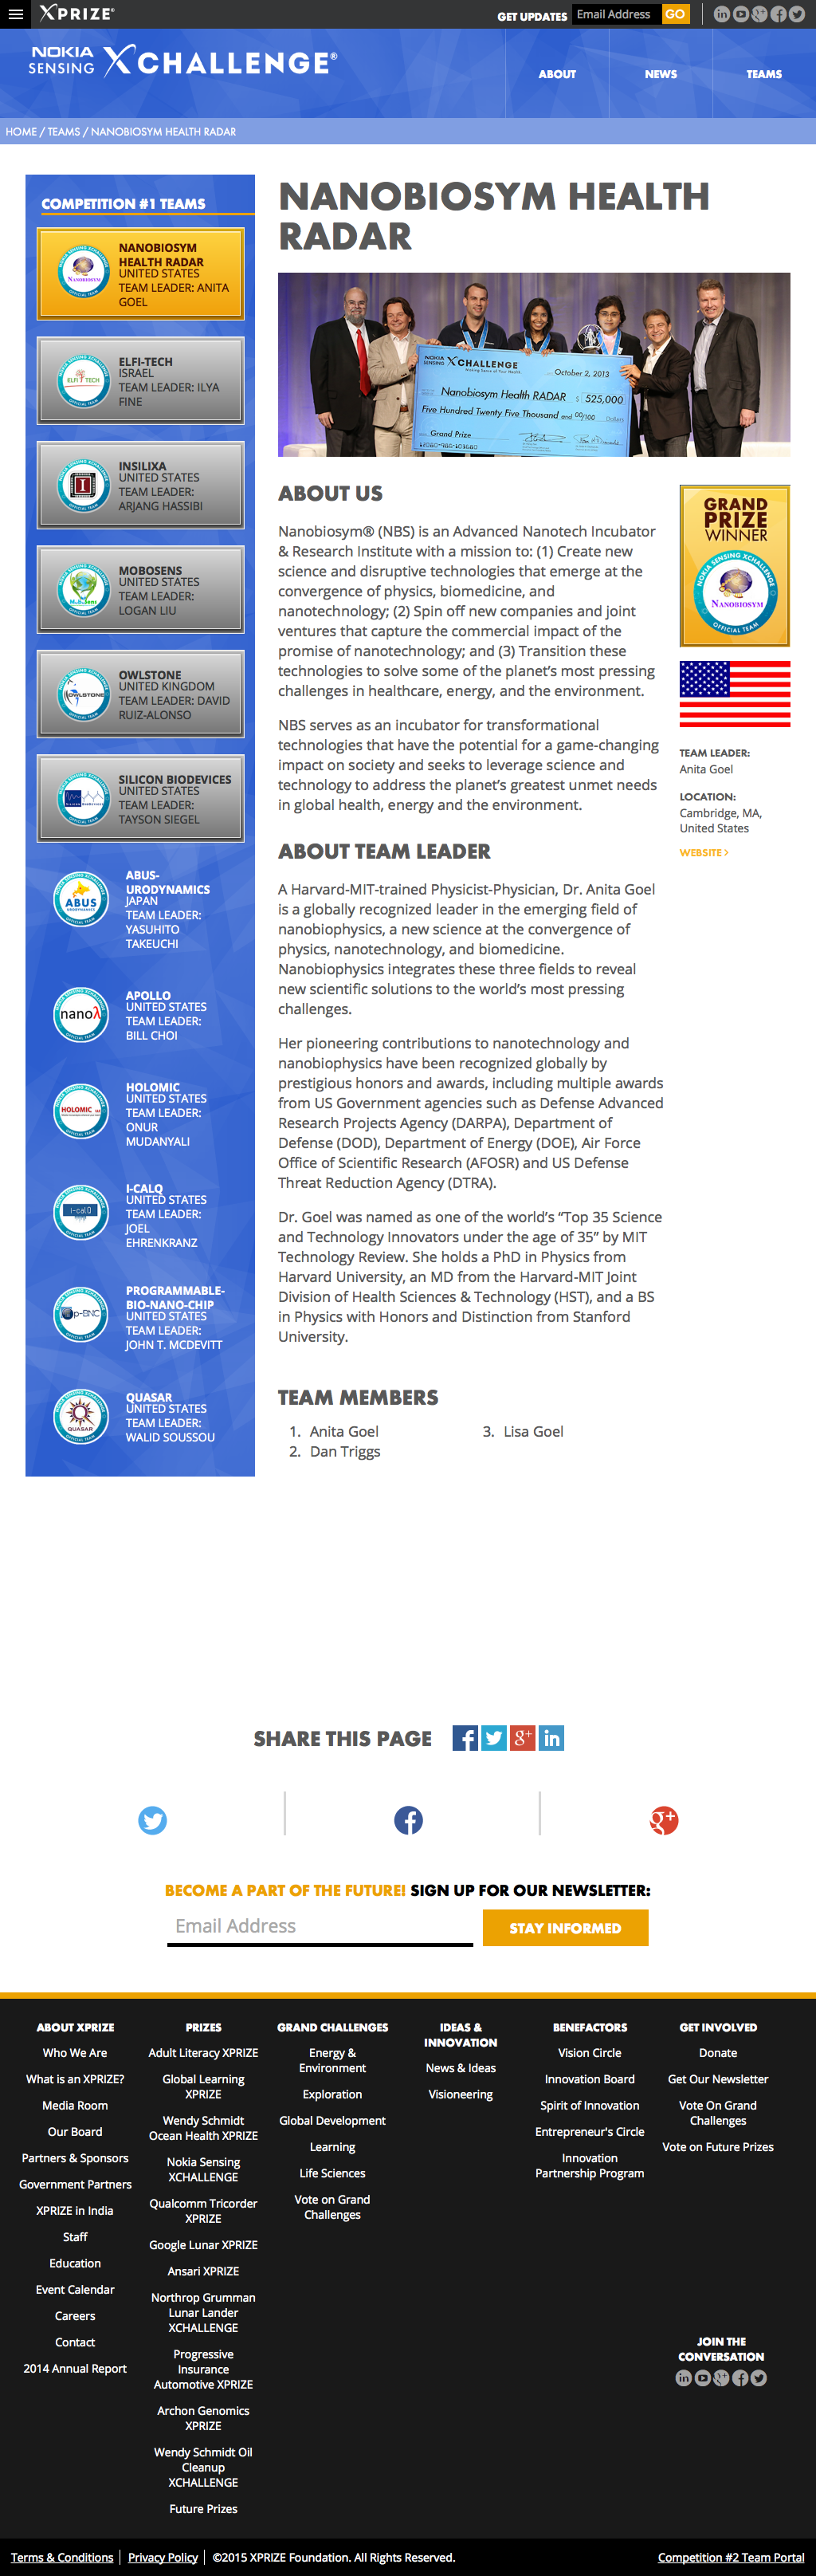 XPRIZE®
GET UPDATES Email Address GO
NOKIA
SENSING XCHALLENGE®
ABOUT NEWS TEAMS
HOME / TEAMS / NANOBIOSYM HEALTH RADAR
COMPETITION #1 TEAMS
NANOBIOSYM
HEALTH RADAR
UNITED STATES
TEAM LEADER: ANITA
GOEL
ELFI-TECH
ISRAEL
TEAM LEADER: ILYA
FINE
INSILIXA
UNITED STATES
TEAM LEADER:
ARJANG HASSIBI
MOBOSENS
UNITED STATES
TEAM LEADER:
LOGAN LIU
OWLSTONE
UNITED KINGDOM
TEAM LEADER: DAVID
RUIZ-ALONSO
SILICON BIODEVICES
UNITED STATES
TEAM LEADER:
TAYSON SIEGEL
ABUS-
URODYNAMICS
JAPAN
TEAM LEADER:
YASUHITO
TAKEUCHI
APOLLO
UNITED STATES
TEAM LEADER:
BILL CHOI
HOLOMIC
UNITED STATES
TEAM LEADER:
ONUR
MUDANYALI
I-CALQ
UNITED STATES
TEAM LEADER:
JOEL
EHRENKRANZ
PROGRAMMABLE-
BIO-NANO-CHIP
UNITED STATES
TEAM LEADER:
JOHN T. MCDEVITT
QUASAR
UNITED STATES
TEAM LEADER:
WALID SOUSSOU
NANOBIOSYM HEALTH
RADAR
NOKIA
SENSING XCHALLENGE
October 2, 2013
Nanobiosym Health RADAR $ 525,000
Five Hundred Twenty Five Thousand and 00/100 Dollars
Grand Prize
ABOUT US
Nanobiosym® (NBS) is an Advanced Nanotech Incubator
& Research Institute with a mission to: (1) Create new
science and disruptive technologies that emerge at the
convergence of physics, biomedicine, and
nanotechnology; (2) Spin off new companies and joint
ventures that capture the commercial impact of the
promise of nanotechnology; and (3) Transition these
technologies to solve some of the planet's most pressing
challenges in healthcare, energy, and the environment.
NBS serves as an incubator for transformational
technologies that have the potential for a game-changing
impact on society and seeks to leverage science and
technology to address the planet's greatest unmet needs
in global health, energy and the environment.
ABOUT TEAM LEADER
A Harvard-MIT-trained Physicist-Physician, Dr. Anita Goel
is a globally recognized leader in the emerging field of
nanobiophysics, a new science at the convergence of
physics, nanotechnology, and biomedicine.
Nanobiophysics integrates these three fields to reveal
new scientific solutions to the world's most pressing
challenges.
Her pioneering contributions to nanotechnology and
nanobiophysics have been recognized globally by
prestigious honors and awards, including multiple awards
from US Government agencies such as Defense Advanced
Research Projects Agency (DARPA), Department of
Defense (DOD), Department of Energy (DOE), Air Force
Office of Scientific Research (AFOSR) and US Defense
Threat Reduction Agency (DTRA).
Dr. Goel was named as one of the world's "Top 35 Science
and Technology Innovators under the age of 35" by MIT
Technology Review. She holds a PhD in Physics from
Harvard University, an MD from the Harvard-MIT Joint
Division of Health Sciences & Technology (HST), and a BS
in Physics with Honors and Distinction from Stanford
University.
TEAM MEMBERS
1. Anita Goel
2. Dan Triggs
3. Lisa Goel
GRAND
PRIZE
WINNER
NOKIA SENSING XCHALLENGE
NANOBIOSYM
OFFICIAL TEAM
TEAM LEADER:
Anita Goel
LOCATION:
Cambridge, MA,
United States
WEBSITE >
SHARE THIS PAGE
BECOME A PART OF THE FUTURE! SIGN UP FOR OUR NEWSLETTER:
Email Address STAY INFORMED
ABOUT XPRIZE
Who We Are
What is an XPRIZE?
Media Room
Our Board
Partners & Sponsors
Government Partners
XPRIZE in India
Staff
Education
Event Calendar
Careers
Contact
2014 Annual Report
PRIZES
Adult Literacy XPRIZE
Global Learning
XPRIZE
Wendy Schmidt
Ocean Health XPRIZE
Nokia Sensing
XCHALLENGE
Qualcomm Tricorder
XPRIZE
Google Lunar XPRIZE
Ansari XPRIZE
Northrop Grumman
Lunar Lander
XCHALLENGE
Progressive
Insurance
Automotive XPRIZE
Archon Genomics
XPRIZE
Wendy Schmidt Oil
Cleanup
XCHALLENGE
Future Prizes
GRAND CHALLENGES
Energy &
Environment
Exploration
Global Development
Learning
Life Sciences
Vote on Grand
Challenges
IDEAS &
INNOVATION
News & Ideas
Visioneering
BENEFACTORS
Vision Circle
Innovation Board
Spirit of Innovation
Entrepreneur's Circle
Innovation
Partnership Program
GET INVOLVED
Donate
Get Our Newsletter
Vote On Grand
Challenges
Vote on Future Prizes
JOIN THE
CONVERSATION
Terms & Conditions Privacy Policy ©2015 XPRIZE Foundation. All Rights Reserved. Competition #2 Team Portal